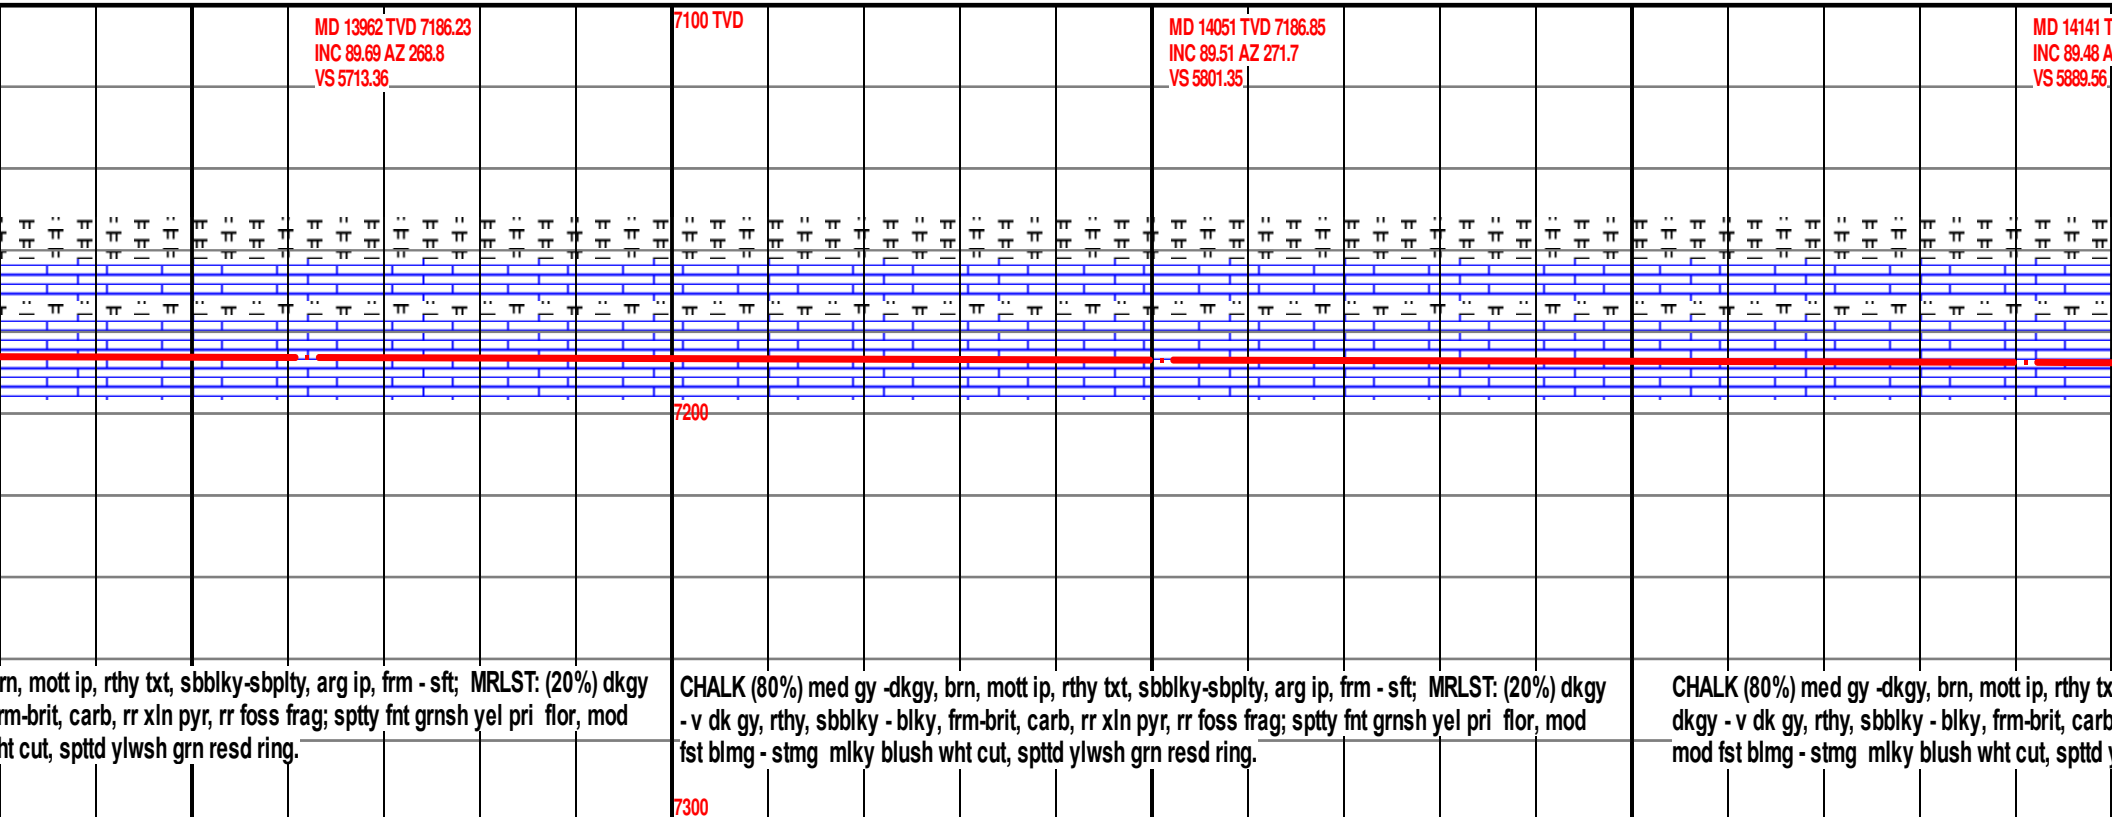 MD 13962 TVD 7186.23
INC 89.69 AZ 268.8
VS 5713.36
7100 TVD
MD 14051 TVD 7186.85
INC 89.51 AZ 271.7
VS 5801.35
MD 14141 T
INC 89.48 A
VS 5889.56
7200
rn, mott ip, rthy txt, sbblky-sbplty, arg ip, frm - sft; MRLST: (20%) dkgy
rm-brit, carb, rr xln pyr, rr foss frag; sptty fnt grnsh yel pri flor, mod
ht cut, spttd ylwsh grn resd ring.
CHALK (80%) med gy -dkgy, brn, mott ip, rthy txt, sbblky-sbplty, arg ip, frm - sft; MRLST: (20%) dkgy
- v dk gy, rthy, sbblky - blky, frm-brit, carb, rr xln pyr, rr foss frag; sptty fnt grnsh yel pri flor, mod
fst blmg - stmg mlky blush wht cut, spttd ylwsh grn resd ring.
CHALK (80%) med gy -dkgy, brn, mott ip, rthy tx
dkgy - v dk gy, rthy, sbblky - blky, frm-brit, carb
mod fst blmg - stmg mlky blush wht cut, spttd y
7300